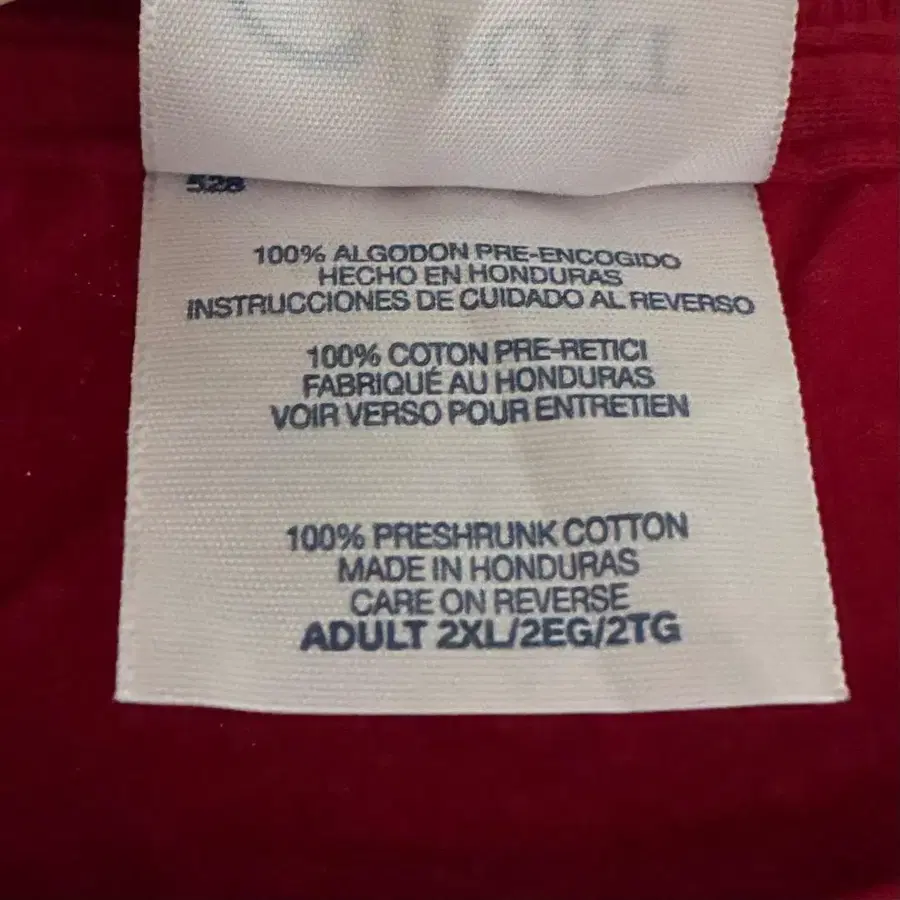 528
100% ALGODON PRE-ENCOGIDO
HECHO EN HONDURAS
INSTRUCCIONES DE CUIDADO AL REVERSO
100% COTON PRE-RETICI
FABRIQUÉ AU HONDURAS
VOIR VERSO POUR ENTRETIEN
100% PRESHRUNK COTTON
MADE IN HONDURAS
CARE ON REVERSE
ADULT 2XL/2EG/2TG